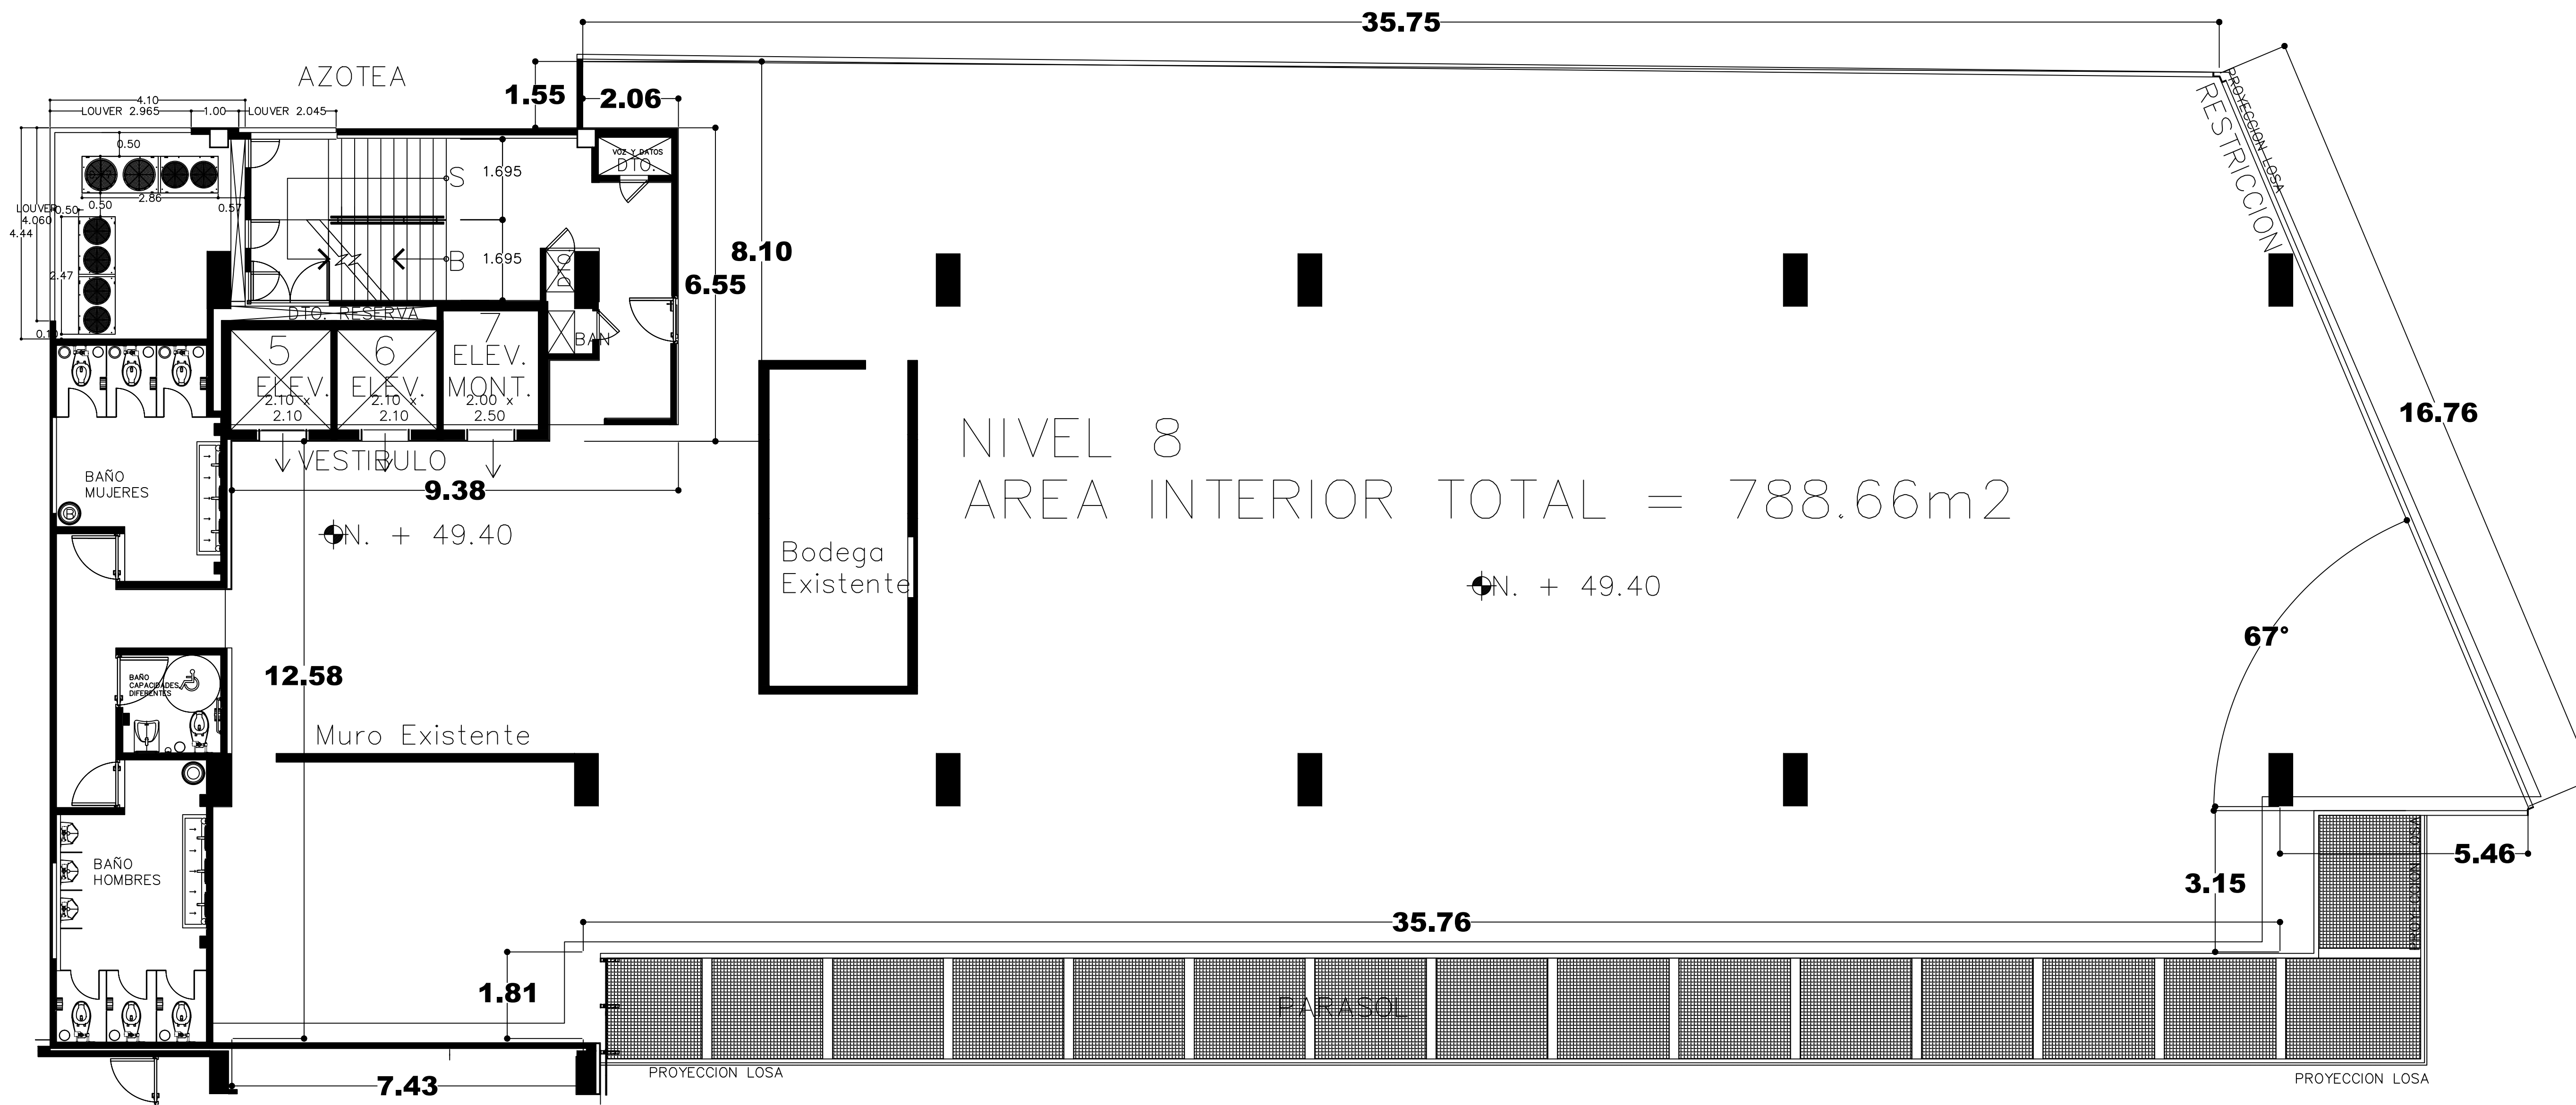 35.75
AZOTEA
1.55
2.06
4.10
LOUVER 2.965
1.00
LOUVER 2.045
PROYECCION LOSA
RESTRICCION
0.50
VOZ Y DATOS
DTO.
S
1.695
2.86
0.50
0.57
LOUVER
4.060
0.50
4.44
8.10
B
1.695
DTO.
6.55
2.47
DTO. RESERVA
0.10
BAN
5
ELEV.
2.10 x
2.10
6
ELEV.
2.10 x
2.10
7
ELEV.
MONT.
2.00 x
2.50
16.76
NIVEL 8
AREA INTERIOR TOTAL = 788.66m2
VESTIBULO
9.38
BAÑO
MUJERES
B
N. + 49.40
Bodega
Existente
N. + 49.40
67°
12.58
BAÑO
CAPACIDADES
DIFERENTES
Muro Existente
BAÑO
HOMBRES
5.46
3.15
PROYECCION LOSA
35.76
1.81
PARASOL
PROYECCION LOSA
PROYECCION LOSA
7.43